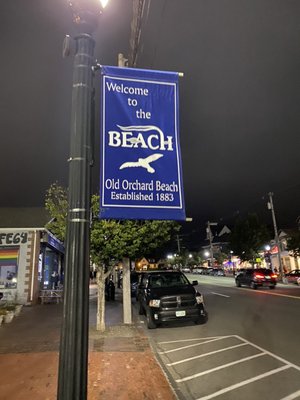 Welcome to
the
BEACH
Old Orchard Beach
Established 1883